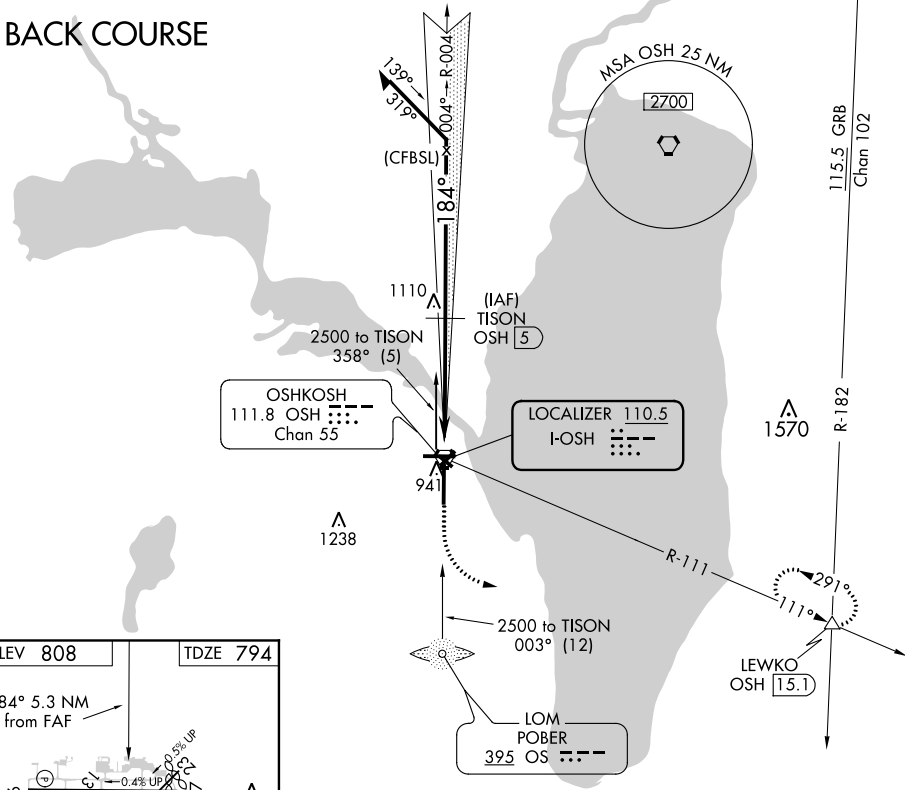 BACK COURSE
MSA OSH 25 NM
2700
139°
319°
004°
R-004
(CFBSL)
184°
115.5 GRB
Chan 102
1110
(IAF)
TISON
OSH 5
2500 to TISON
358° (5)
OSHKOSH
111.8 OSH
Chan 55
LOCALIZER 110.5
I-OSH
1570
R-182
941
1238
R-111
291°
111°
2500 to TISON
003° (12)
LEWKO
OSH 15.1
LOM
POBER
395 OS
LEV 808
TDZE 794
84° 5.3 NM
from FAF
0.5% UP
23
13
0.4% UP
P